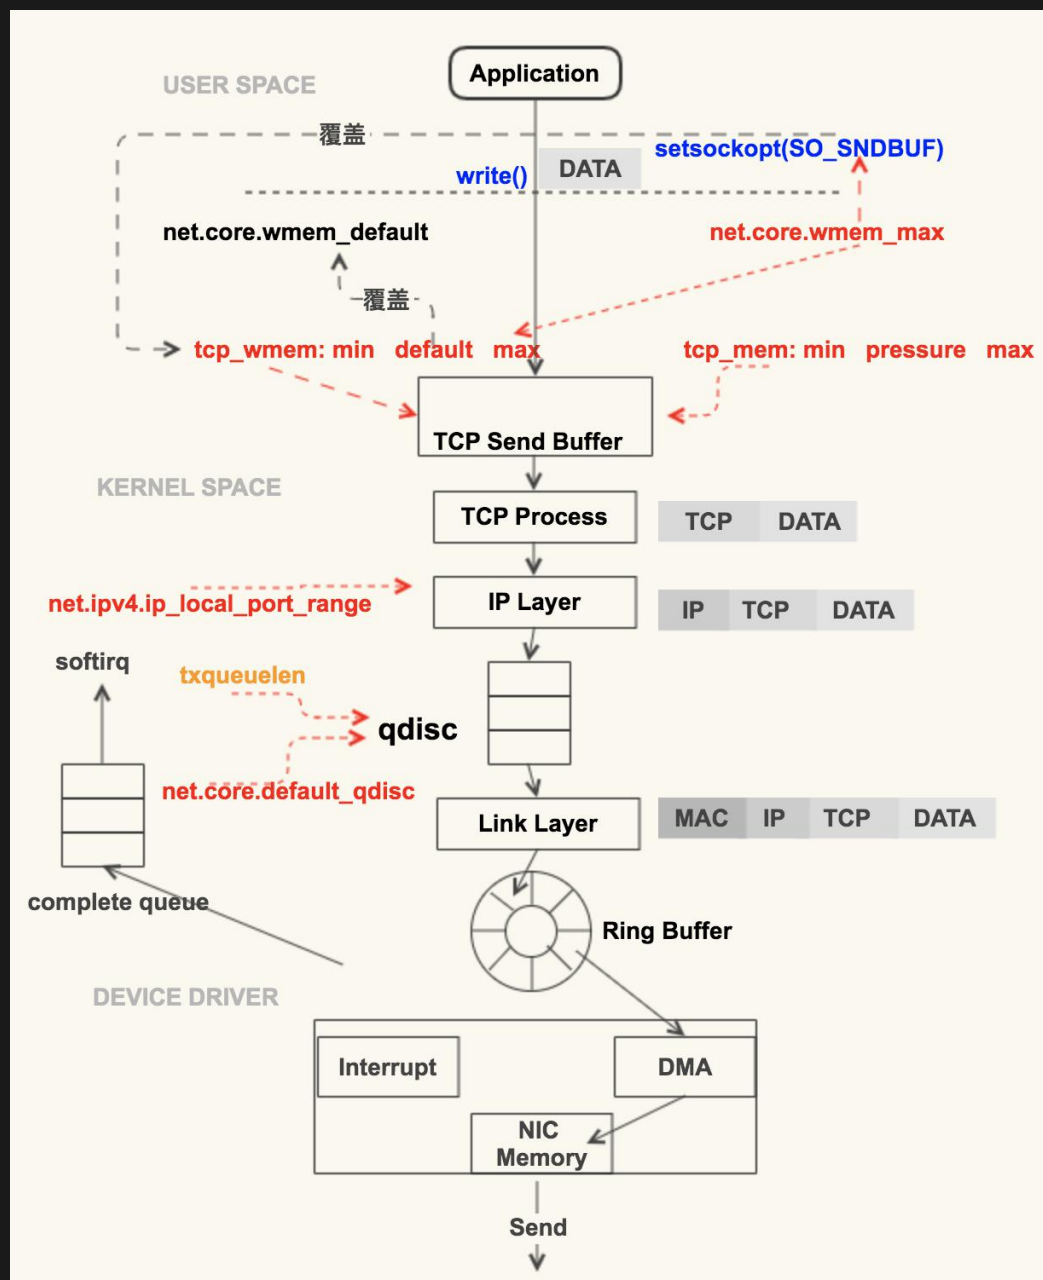 Application
USER SPACE
覆盖
setsockopt(SO_SNDBUF)
write()
DATA
net.core.wmem_default
net.core.wmem_max
覆盖
tcp_wmem: min default max
tcp_mem: min pressure max
TCP Send Buffer
KERNEL SPACE
TCP Process
TCP DATA
net.ipv4.ip_local_port_range
IP Layer
IP TCP DATA
softirq
txqueuelen
qdisc
net.core.default_qdisc
Link Layer
MAC IP TCP DATA
complete queue
Ring Buffer
DEVICE DRIVER
Interrupt
DMA
NIC
Memory
Send